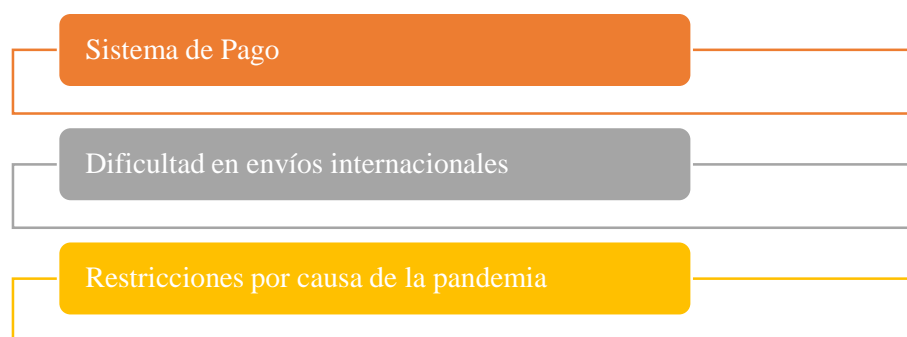 Sistema de Pago
Dificultad en envíos internacionales
Restricciones por causa de la pandemia